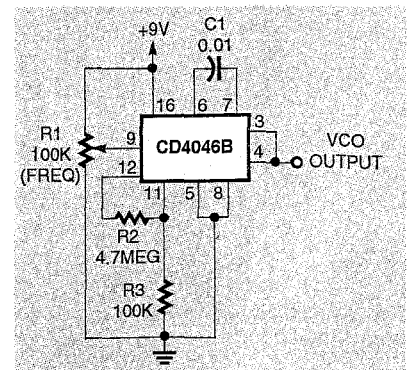 +9V
C1
0.01
16
6
7
R1
100K
(FREQ)
9
CD4046B
3
4
VCO
OUTPUT
12
11
5
8
R2
4.7MEG
R3
100K